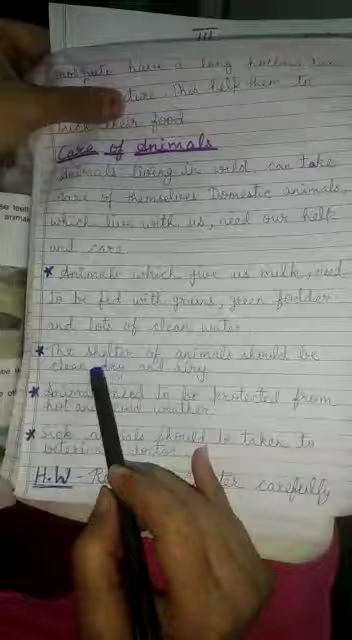 III
have a long hollow
This help them to
suck their food
Care of Animals
Animals living in wild, can take
care of themselves Domestic animals,
which live with us, need our help
and care
* Animals which give us milk, need
to be fed with grains, green fodder
and lots of clean water
* The shelter of animals should be
clean, dry and airy
* Animals need to be protected from
hot and cold weather
* Sick animals should be taken to
doctor
H.W - carefully